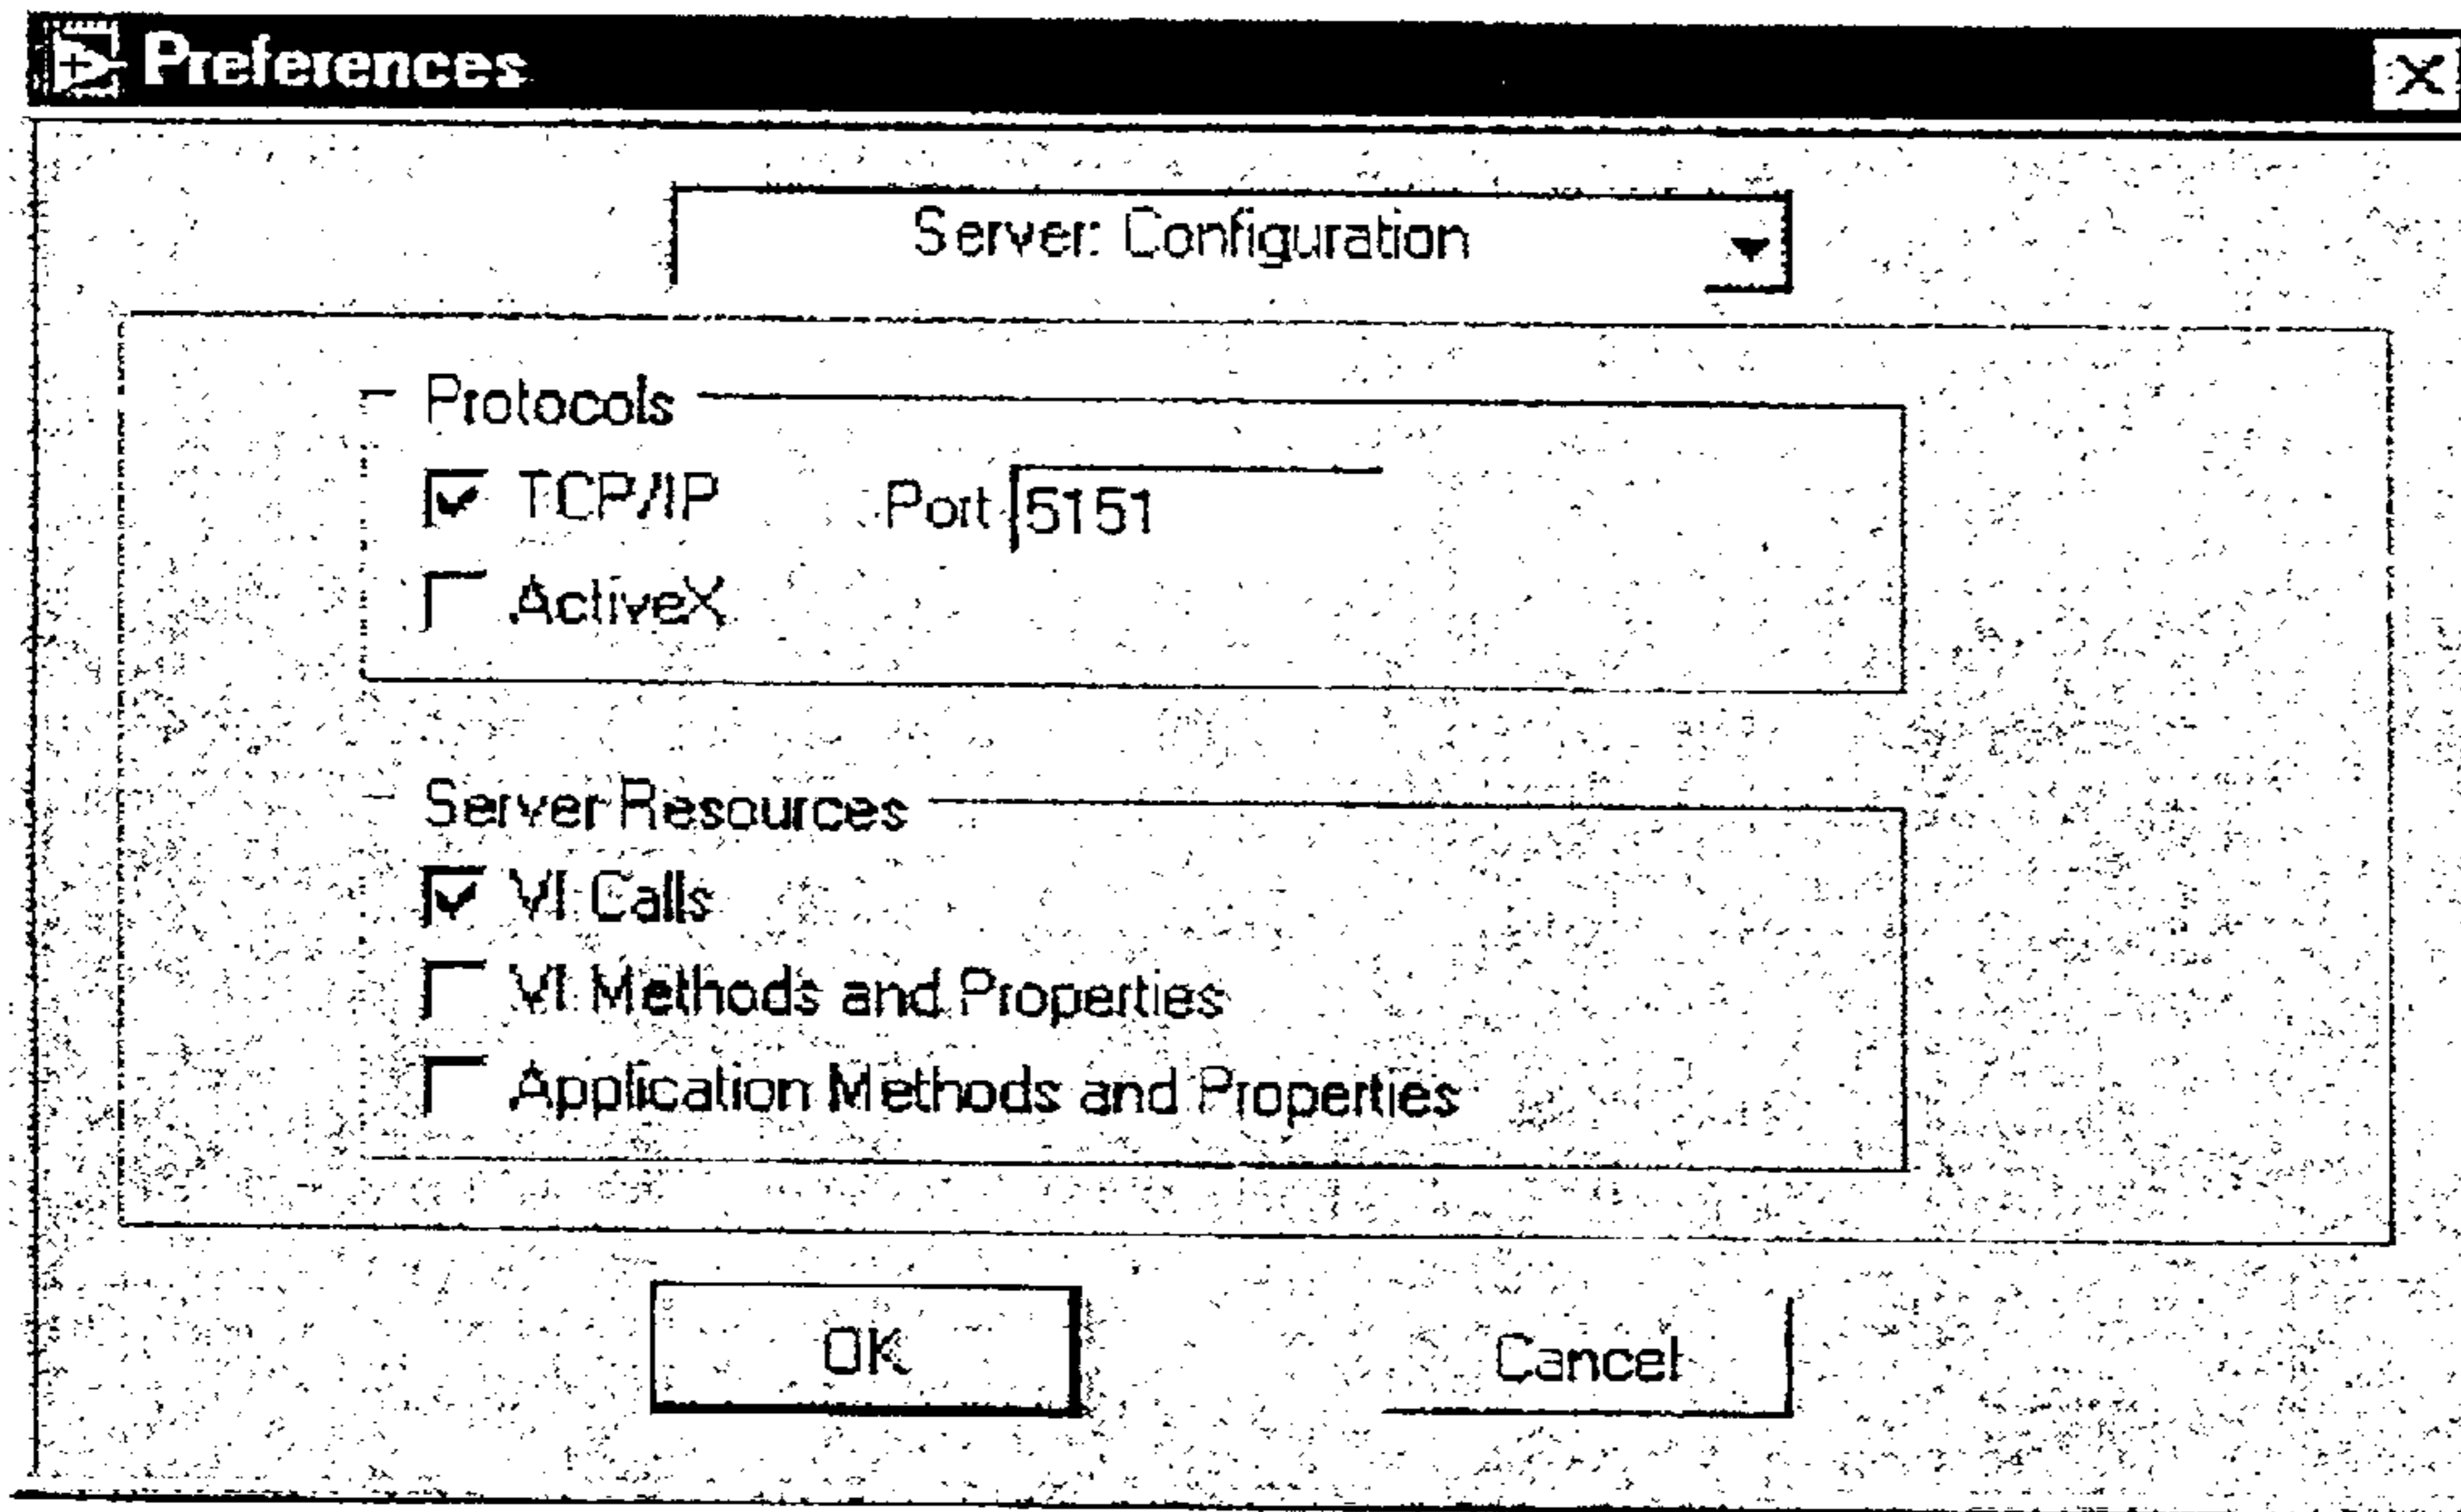 Preferences
Server: Configuration
Protocols
TCP/IP Port 5151
ActiveX
Server Resources
VI Calls
VI Methods and Properties
Application Methods and Properties
OK Cancel